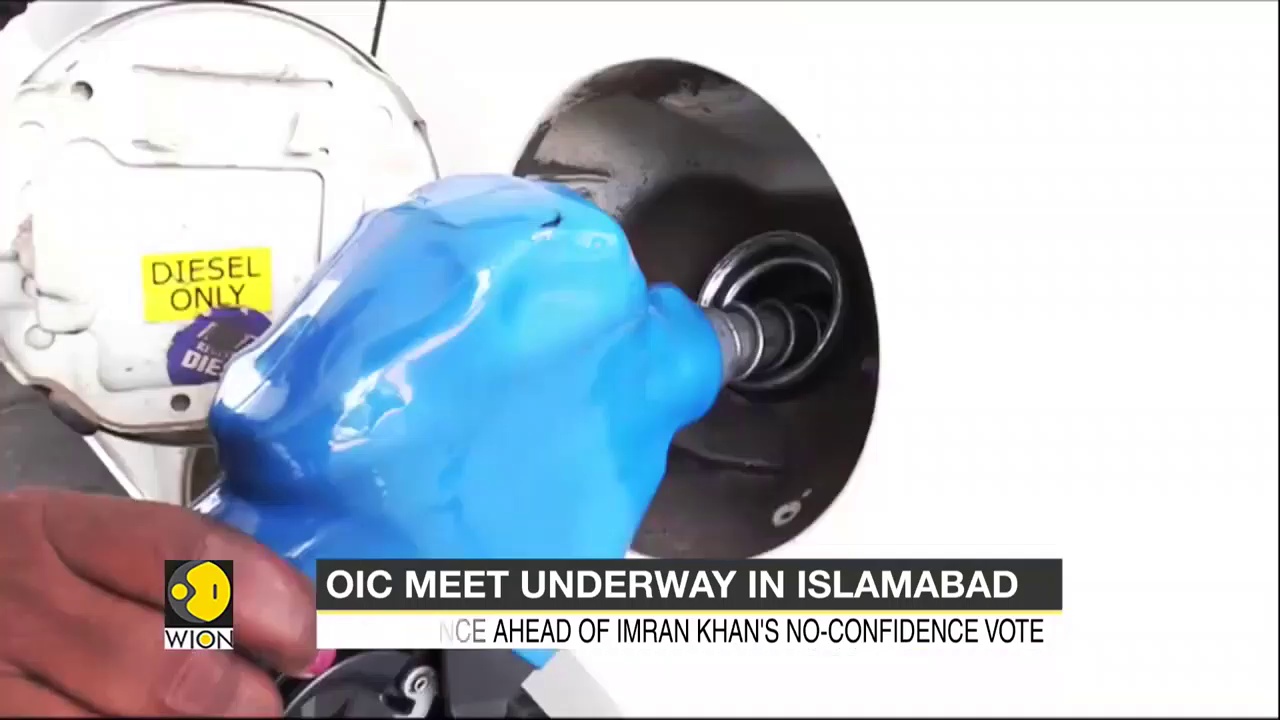 DIESEL
ONLY
OIC MEET UNDERWAY IN ISLAMABAD
AHEAD OF IMRAN KHAN'S NO-CONFIDENCE VOTE
WION